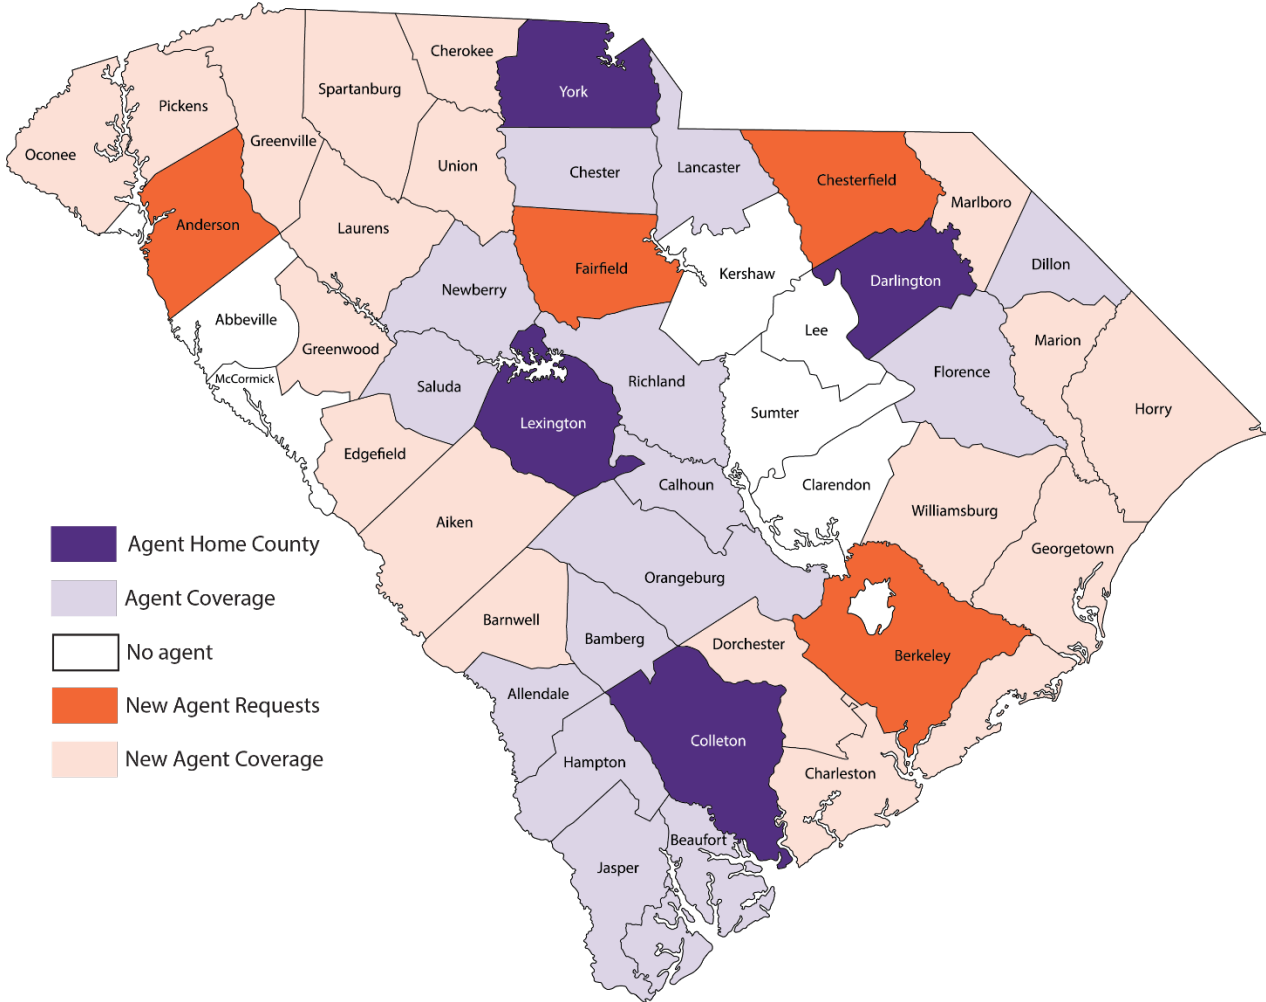 Cherokee
York
Spartanburg
Pickens
Greenville
Oconee
Union
Chester
Lancaster
Chesterfield
Marlboro
Anderson
Laurens
Fairfield
Kershaw
Darlington
Dillon
Newberry
Abbeville
Lee
Marion
Greenwood
McCormick
Saluda
Richland
Florence
Horry
Lexington
Sumter
Edgefield
Calhoun
Clarendon
Williamsburg
Aiken
Georgetown
Orangeburg
Barnwell
Bamberg
Dorchester
Berkeley
Allendale
Colleton
Hampton
Charleston
Beaufort
Jasper
Agent Home County
Agent Coverage
No agent
New Agent Requests
New Agent Coverage